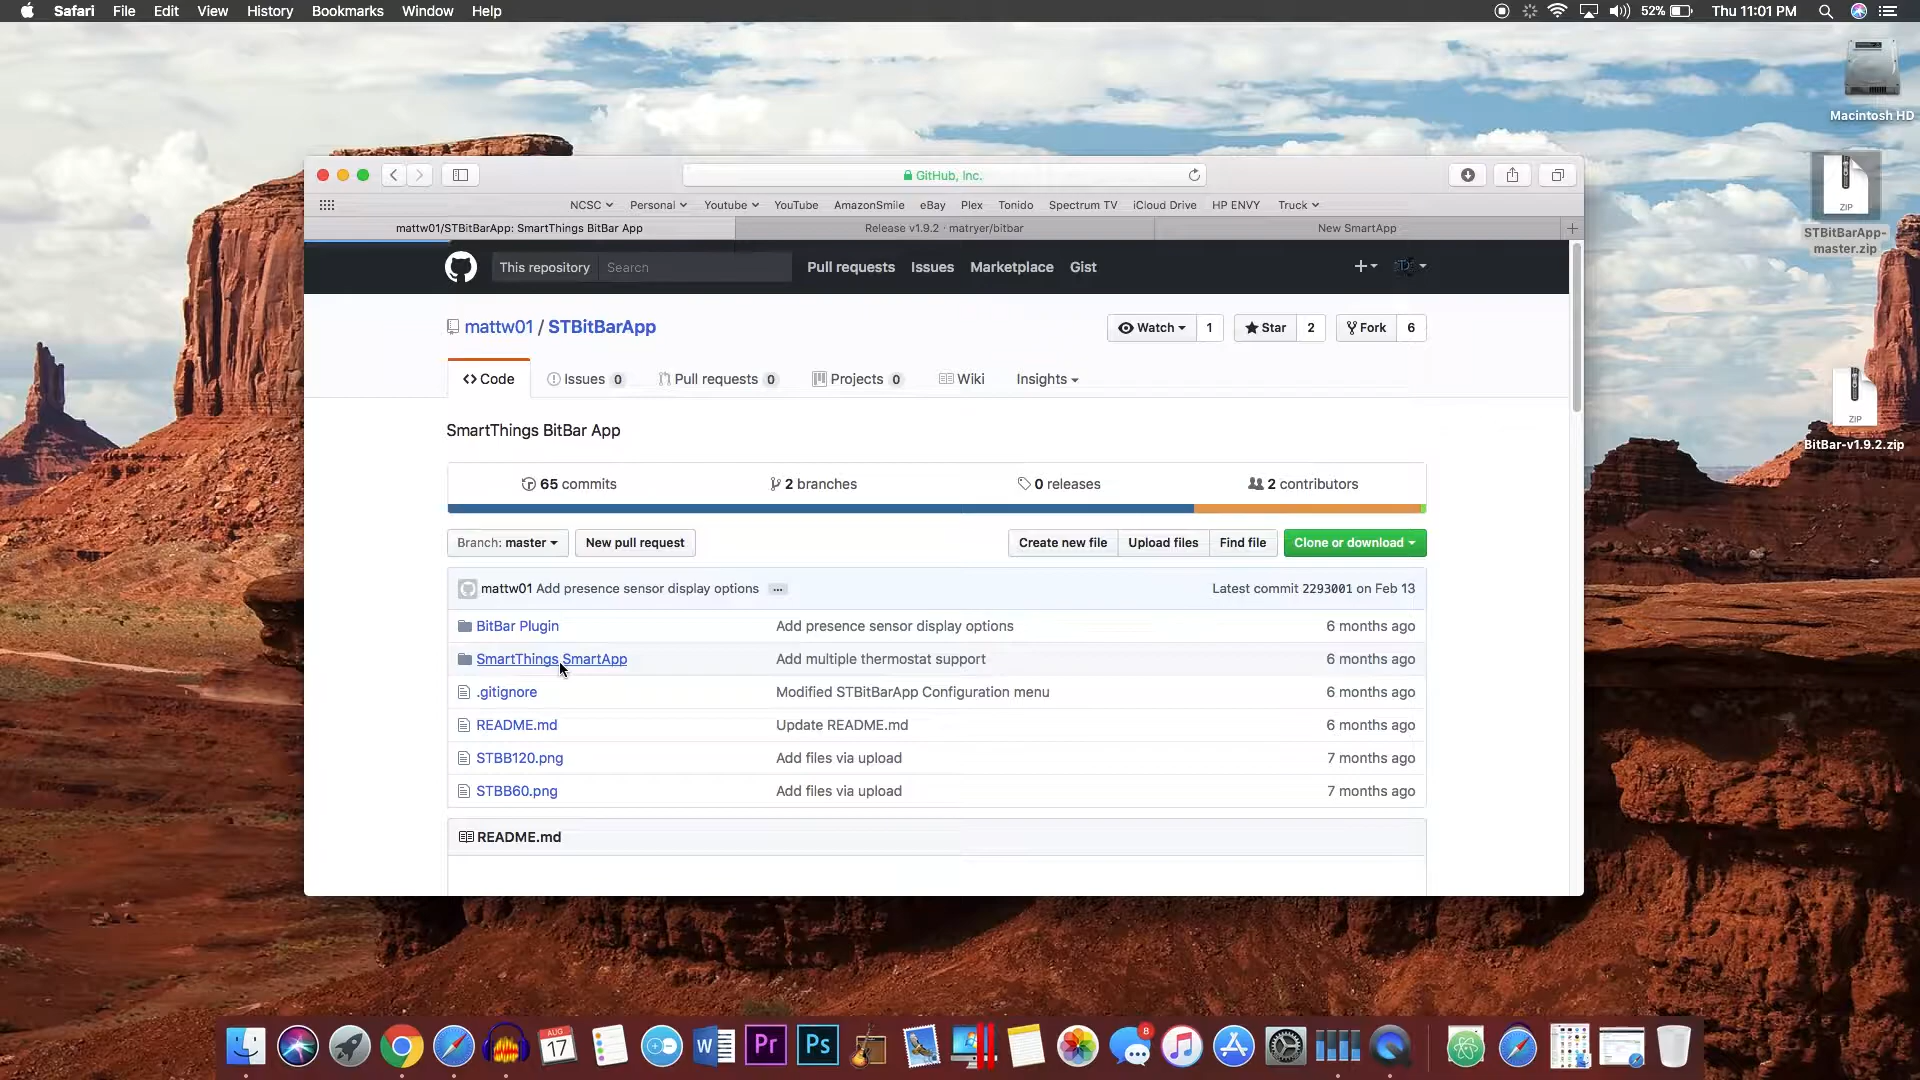 Safari File Edit View History Bookmarks Window Help 52% Thu 11:01 PM
Macintosh HD
ZIP
STBitBarApp-
master.zip
ZIP
BitBar-v1.9.2.zip
GitHub, Inc.
NCSC Personal Youtube YouTube AmazonSmile eBay Plex Tonido Spectrum TV iCloud Drive HP ENVY Truck
mattw01/STBitBarApp: SmartThings BitBar App Release v1.9.2 · matryer/bitbar New SmartApp
This repository Search Pull requests Issues Marketplace Gist
mattw01 / STBitBarApp Watch 1 Star 2 Fork 6
Code Issues 0 Pull requests 0 Projects 0 Wiki Insights
SmartThings BitBar App
65 commits 2 branches 0 releases 2 contributors
Branch: master New pull request Create new file Upload files Find file Clone or download
mattw01 Add presence sensor display options ... Latest commit 2293001 on Feb 13
BitBar Plugin Add presence sensor display options 6 months ago
SmartThings SmartApp Add multiple thermostat support 6 months ago
.gitignore Modified STBitBarApp Configuration menu 6 months ago
README.md Update README.md 6 months ago
STBB120.png Add files via upload 7 months ago
STBB60.png Add files via upload 7 months ago
README.md
AUG
17
W
Pr
Ps
8